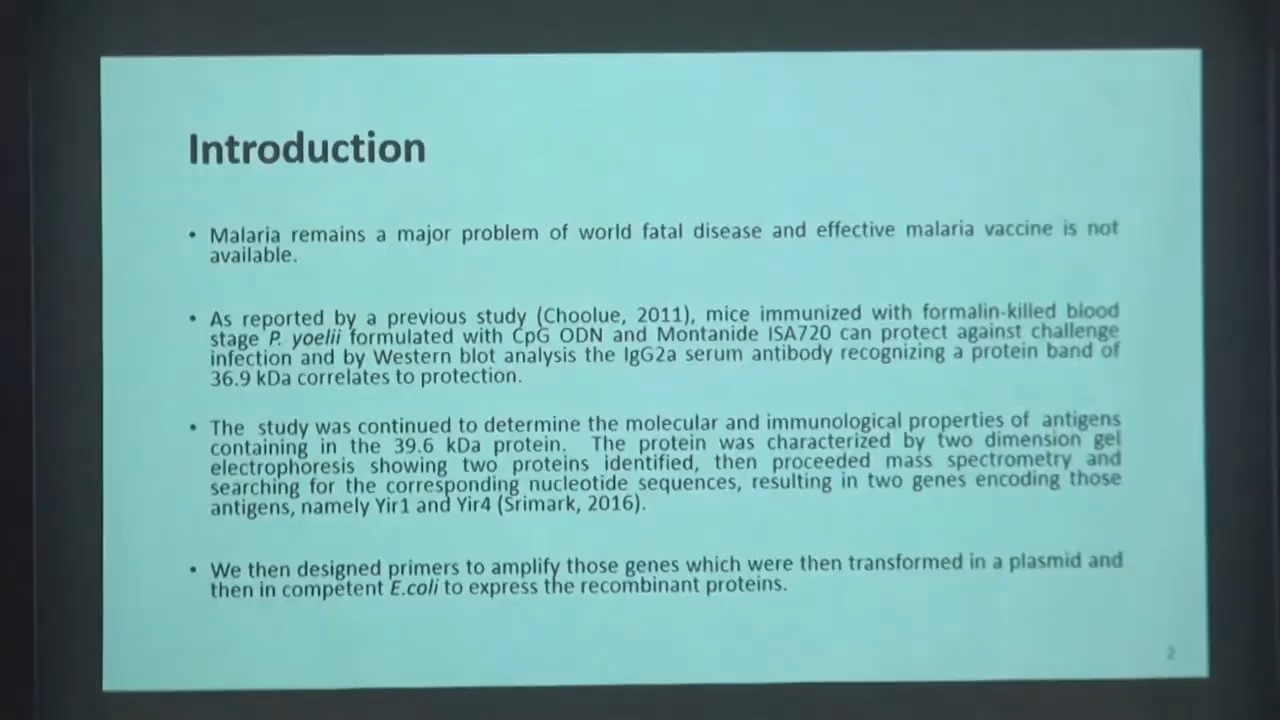 Introduction
• Malaria remains a major problem of world fatal disease and effective malaria vaccine is not
available.
• As reported by a previous study (Choolue, 2011), mice immunized with formalin-killed blood
stage P. yoelii formulated with CpG ODN and Montanide ISA720 can protect against challenge
infection and by Western blot analysis the IgG2a serum antibody recognizing a protein band of
36.9 kDa correlates to protection.
• The study was continued to determine the molecular and immunological properties of antigens
containing in the 39.6 kDa protein. The protein was characterized by two dimension gel
electrophoresis showing two proteins identified, then proceeded mass spectrometry and
searching for the corresponding nucleotide sequences, resulting in two genes encoding those
antigens, namely Yir1 and Yir4 (Srimark, 2016).
• We then designed primers to amplify those genes which were then transformed in a plasmid and
then in competent E.coli to express the recombinant proteins.
2